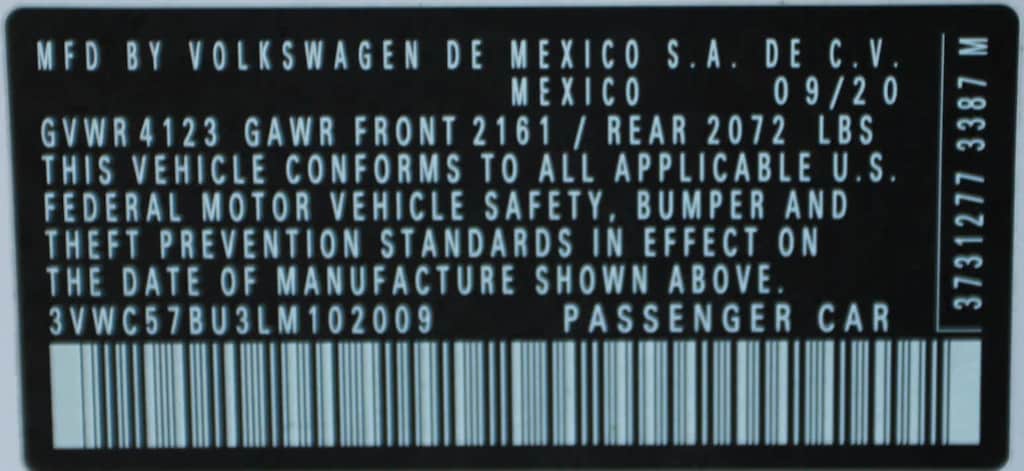 MFD BY VOLKSWAGEN DE MEXICO S.A. DE C.V.
MEXICO 09/20
GVWR 4123 GAWR FRONT 2161 / REAR 2072 LBS
THIS VEHICLE CONFORMS TO ALL APPLICABLE U.S.
FEDERAL MOTOR VEHICLE SAFETY, BUMPER AND
THEFT PREVENTION STANDARDS IN EFFECT ON
THE DATE OF MANUFACTURE SHOWN ABOVE.
3VWC57BU3LM102009 PASSENGER CAR
3731277 3387 M